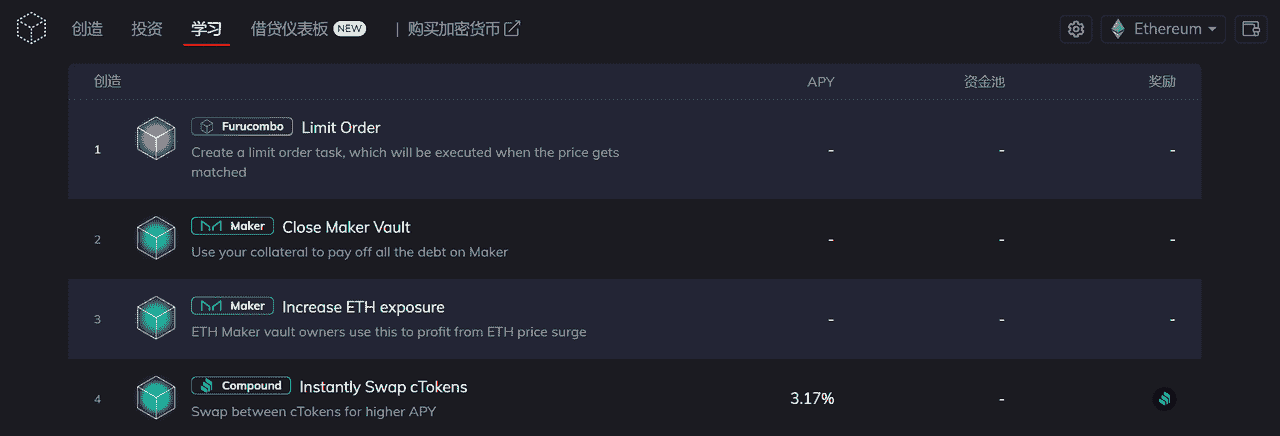 创造 投资 学习 借贷仪表板 NEW | 购买加密货币 Ethereum
创造 APY 资金池 奖励
Furucombo Limit Order
1 Create a limit order task, which will be executed when the price gets - - -
matched
Maker Close Maker Vault
2 Use your collateral to pay off all the debt on Maker - - -
Maker Increase ETH exposure
3 ETH Maker vault owners use this to profit from ETH price surge - - -
Compound Instantly Swap cTokens
4 Swap between cTokens for higher APY 3.17% -